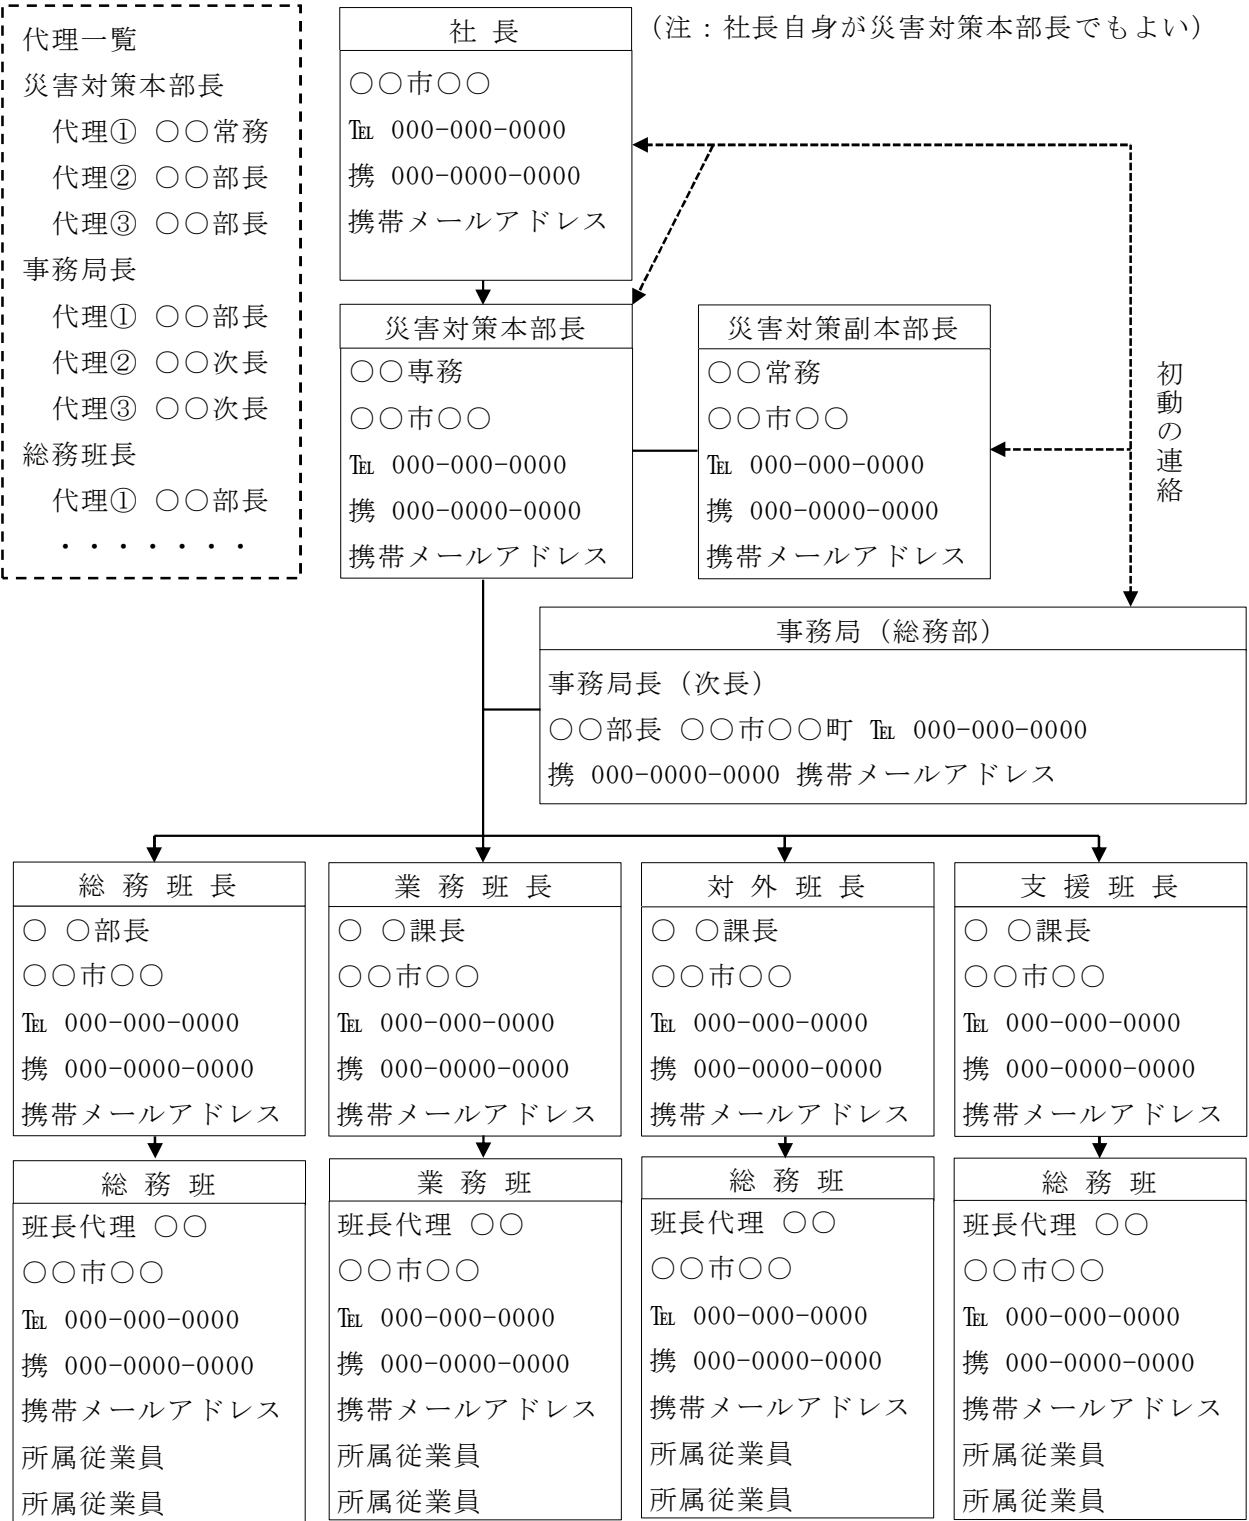 代理一覧
災害対策本部長
代理① ○○常務
代理② ○○部長
代理③ ○○部長
事務局長
代理① ○○部長
代理② ○○次長
代理③ ○○次長
総務班長
代理① ○○部長
・・・・・・・
社 長
(注:社長自身が災害対策本部長でもよい)
○○市○○
℡ 000-000-0000
携 000-0000-0000
携帯メールアドレス
災害対策本部長
○○専務
○○市○○
℡ 000-000-0000
携 000-0000-0000
携帯メールアドレス
災害対策副本部長
○○常務
○○市○○
℡ 000-000-0000
携 000-0000-0000
携帯メールアドレス
初動の連絡
事務局(総務部)
事務局長(次長)
○○部長 ○○市○○町 ℡ 000-000-0000
携 000-0000-0000 携帯メールアドレス
総 務 班 長
○ ○部長
○○市○○
℡ 000-000-0000
携 000-0000-0000
携帯メールアドレス
業 務 班 長
○ ○課長
○○市○○
℡ 000-000-0000
携 000-0000-0000
携帯メールアドレス
対 外 班 長
○ ○課長
○○市○○
℡ 000-000-0000
携 000-0000-0000
携帯メールアドレス
支 援 班 長
○ ○課長
○○市○○
℡ 000-000-0000
携 000-0000-0000
携帯メールアドレス
総 務 班
班長代理 ○○
○○市○○
℡ 000-000-0000
携 000-0000-0000
携帯メールアドレス
所属従業員
所属従業員
業 務 班
班長代理 ○○
○○市○○
℡ 000-000-0000
携 000-0000-0000
携帯メールアドレス
所属従業員
所属従業員
総 務 班
班長代理 ○○
○○市○○
℡ 000-000-0000
携 000-0000-0000
携帯メールアドレス
所属従業員
所属従業員
総 務 班
班長代理 ○○
○○市○○
℡ 000-000-0000
携 000-0000-0000
携帯メールアドレス
所属従業員
所属従業員